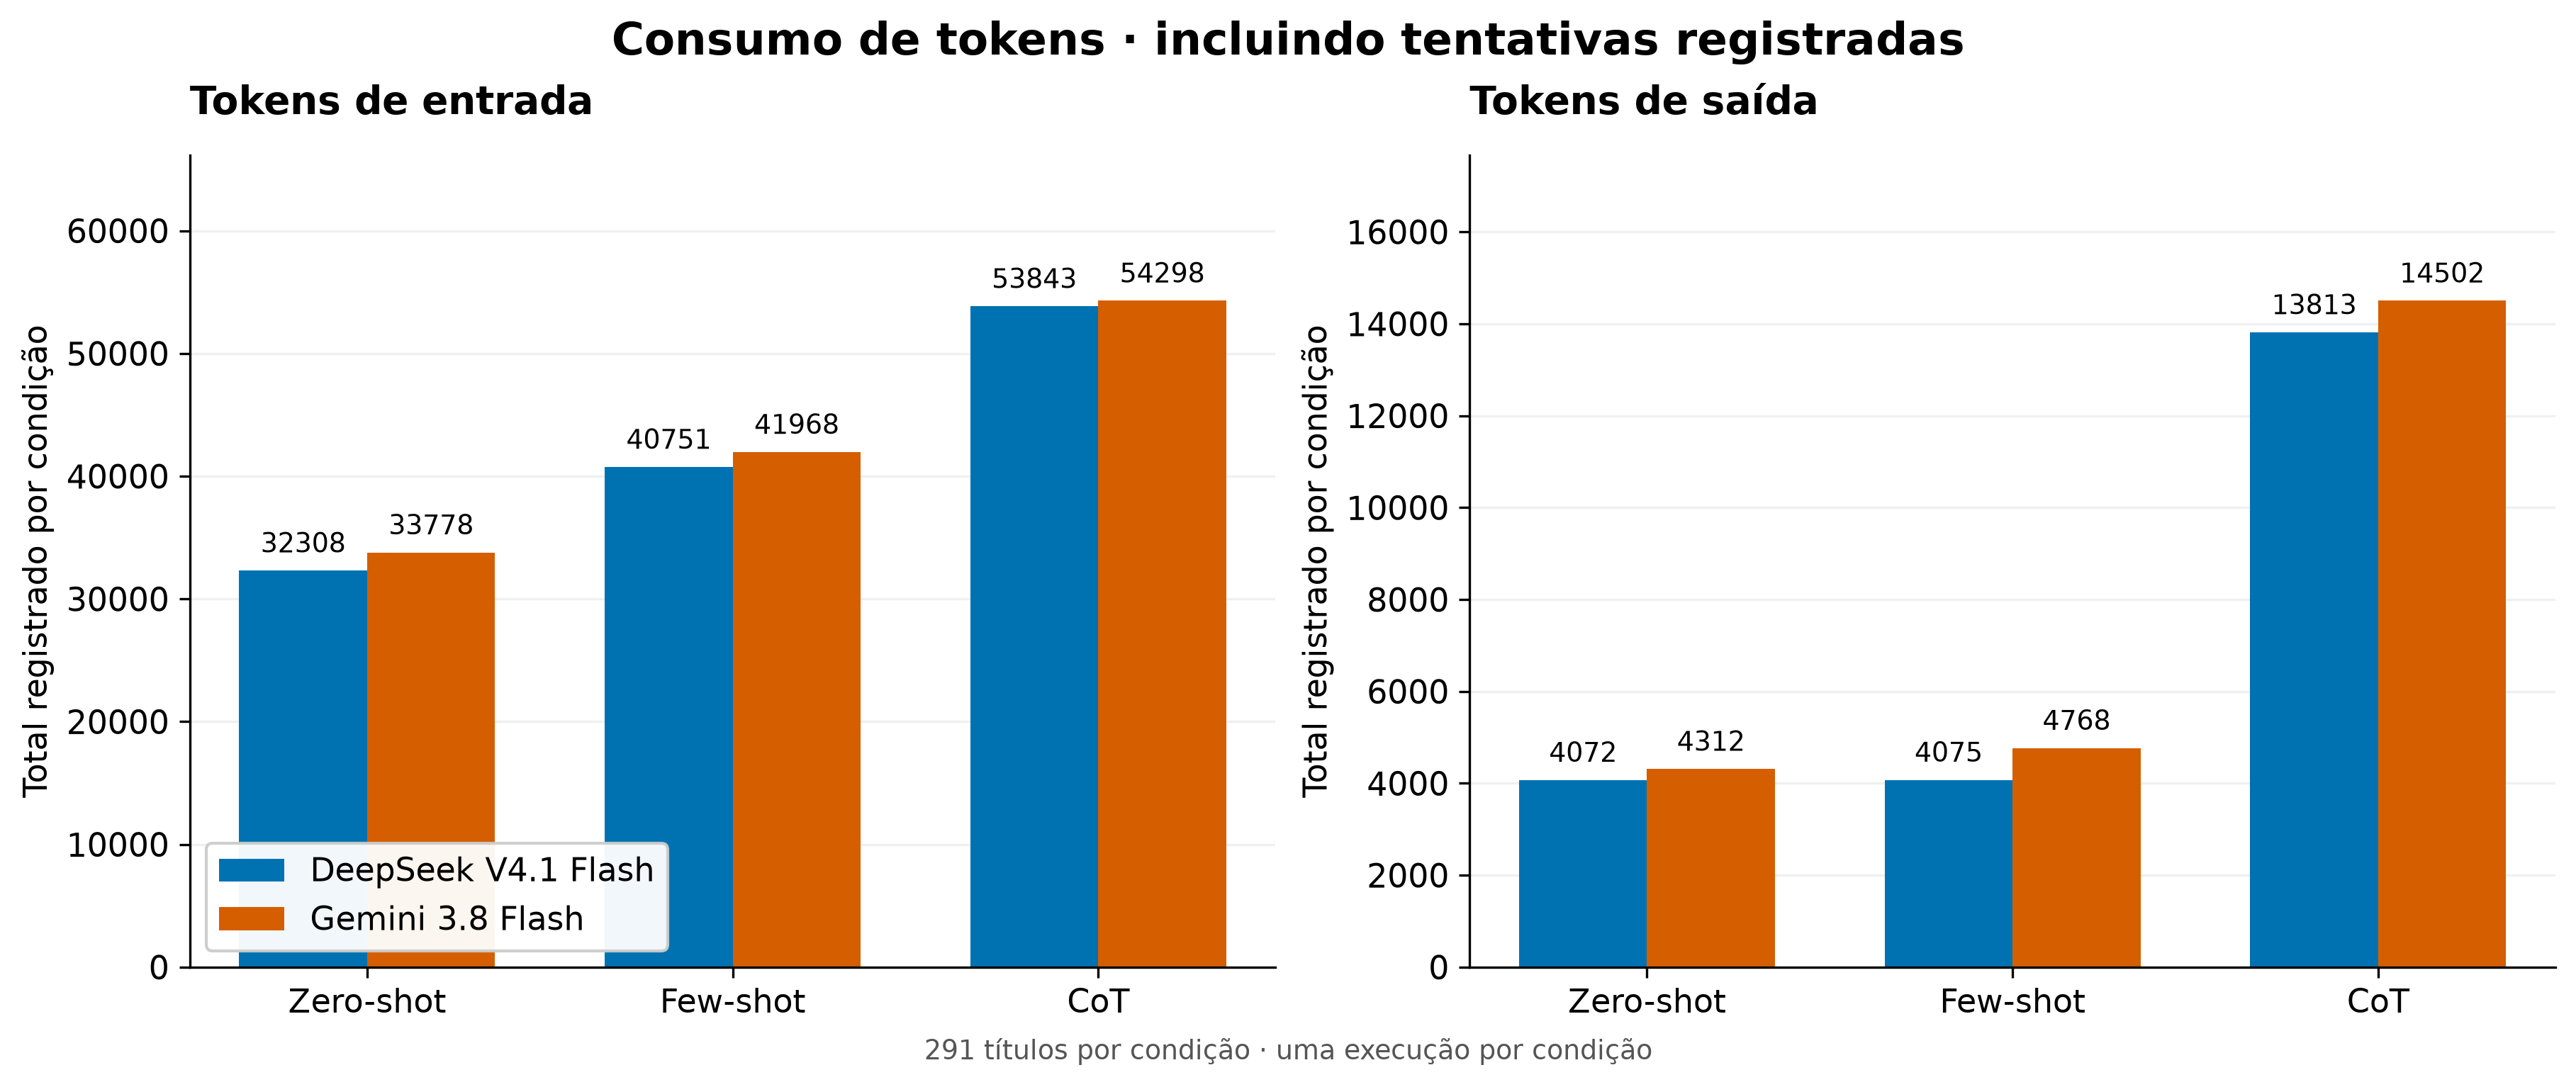 Consumo de tokens · incluindo tentativas registradas
Tokens de entrada
Total registrado por condição
60000
50000
40000
30000
20000
10000
0
32308
33778
40751
41968
53843
54298
DeepSeek V4.1 Flash
Gemini 3.8 Flash
Zero-shot
Few-shot
CoT
Tokens de saída
Total registrado por condição
16000
14000
12000
10000
8000
6000
4000
2000
0
4072
4312
4075
4768
13813
14502
Zero-shot
Few-shot
CoT
291 títulos por condição · uma execução por condição